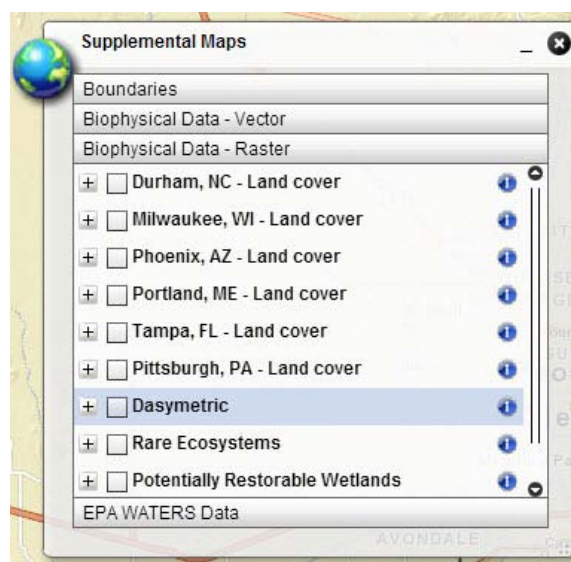 Supplemental Maps
Boundaries
Biophysical Data - Vector
Biophysical Data - Raster
Durham, NC - Land cover
Milwaukee, WI - Land cover
Phoenix, AZ - Land cover
Portland, ME - Land cover
Tampa, FL - Land cover
Pittsburgh, PA - Land cover
Dasymetric
Rare Ecosystems
Potentially Restorable Wetlands
EPA WATERS Data
AVONDALE